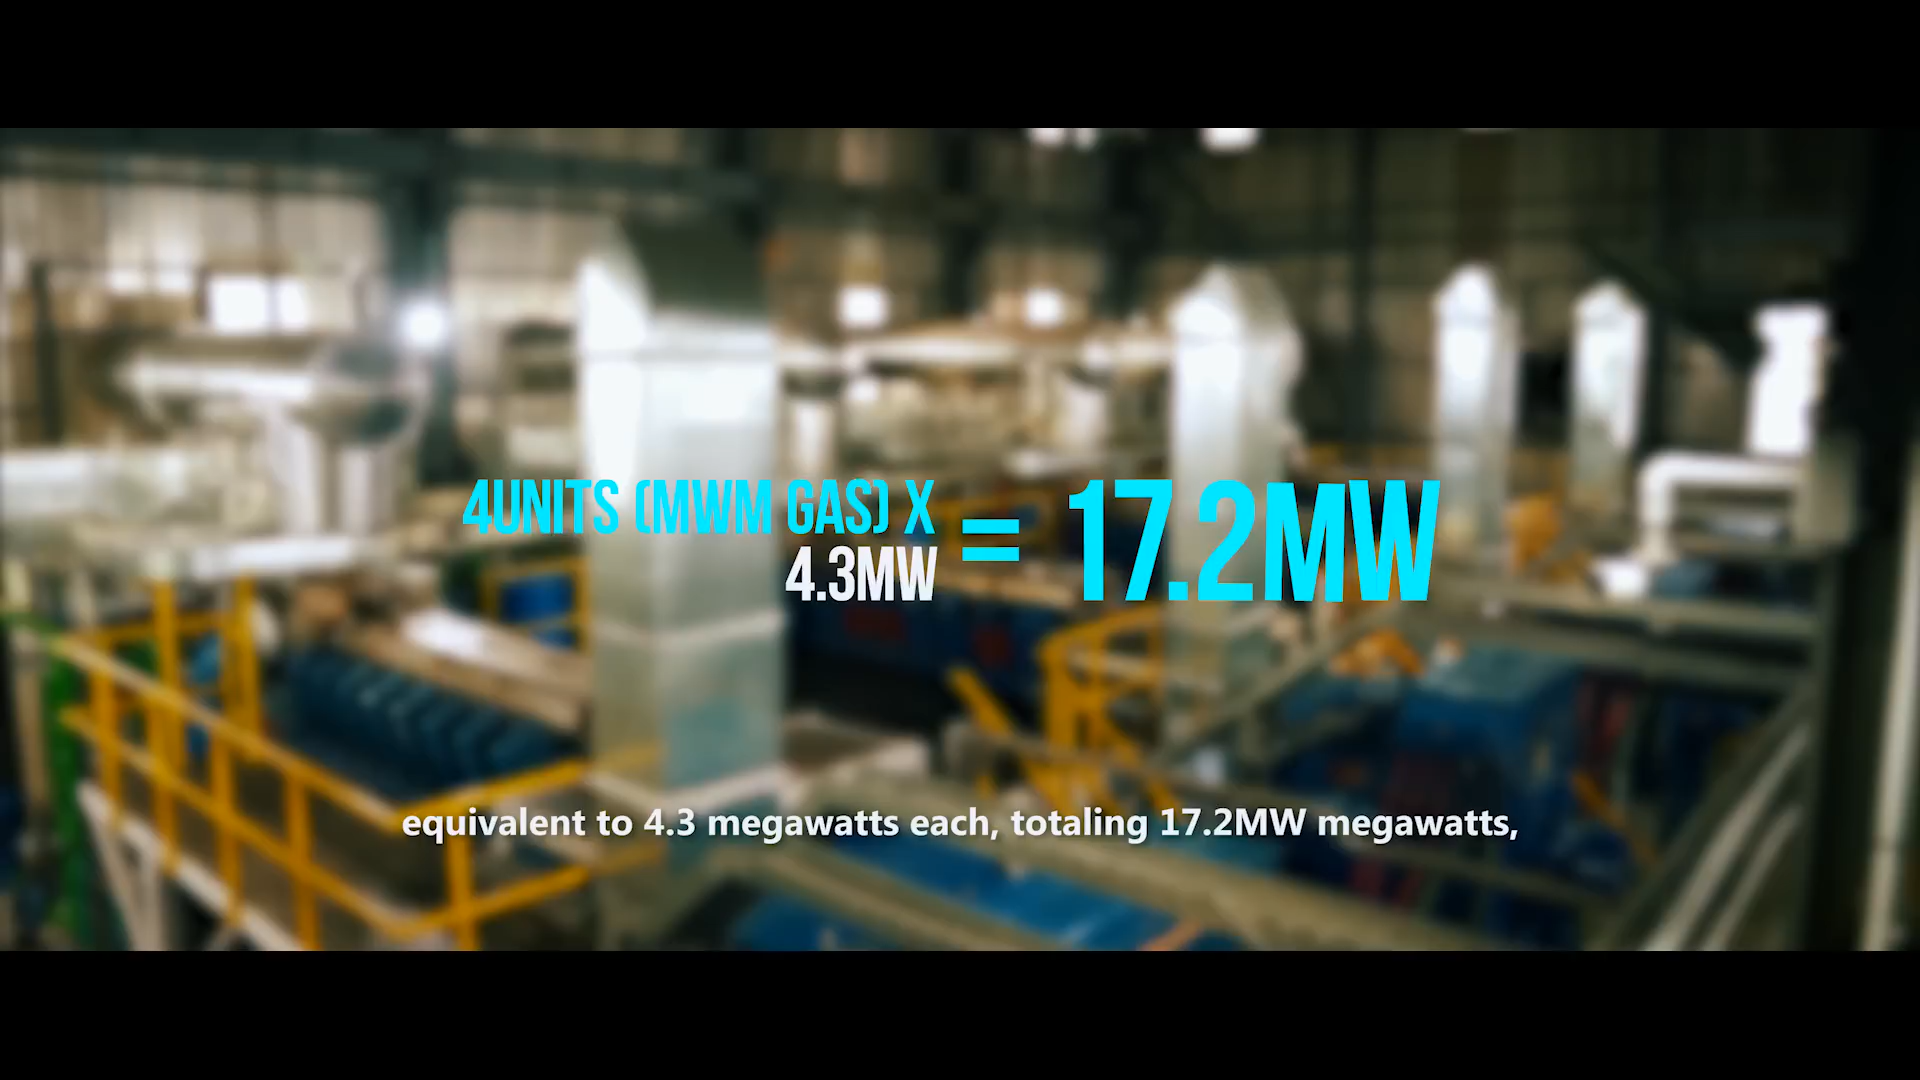 4UNITS (MWM GAS) X
4.3MW
= 17.2MW
equivalent to 4.3 megawatts each, totaling 17.2MW megawatts,